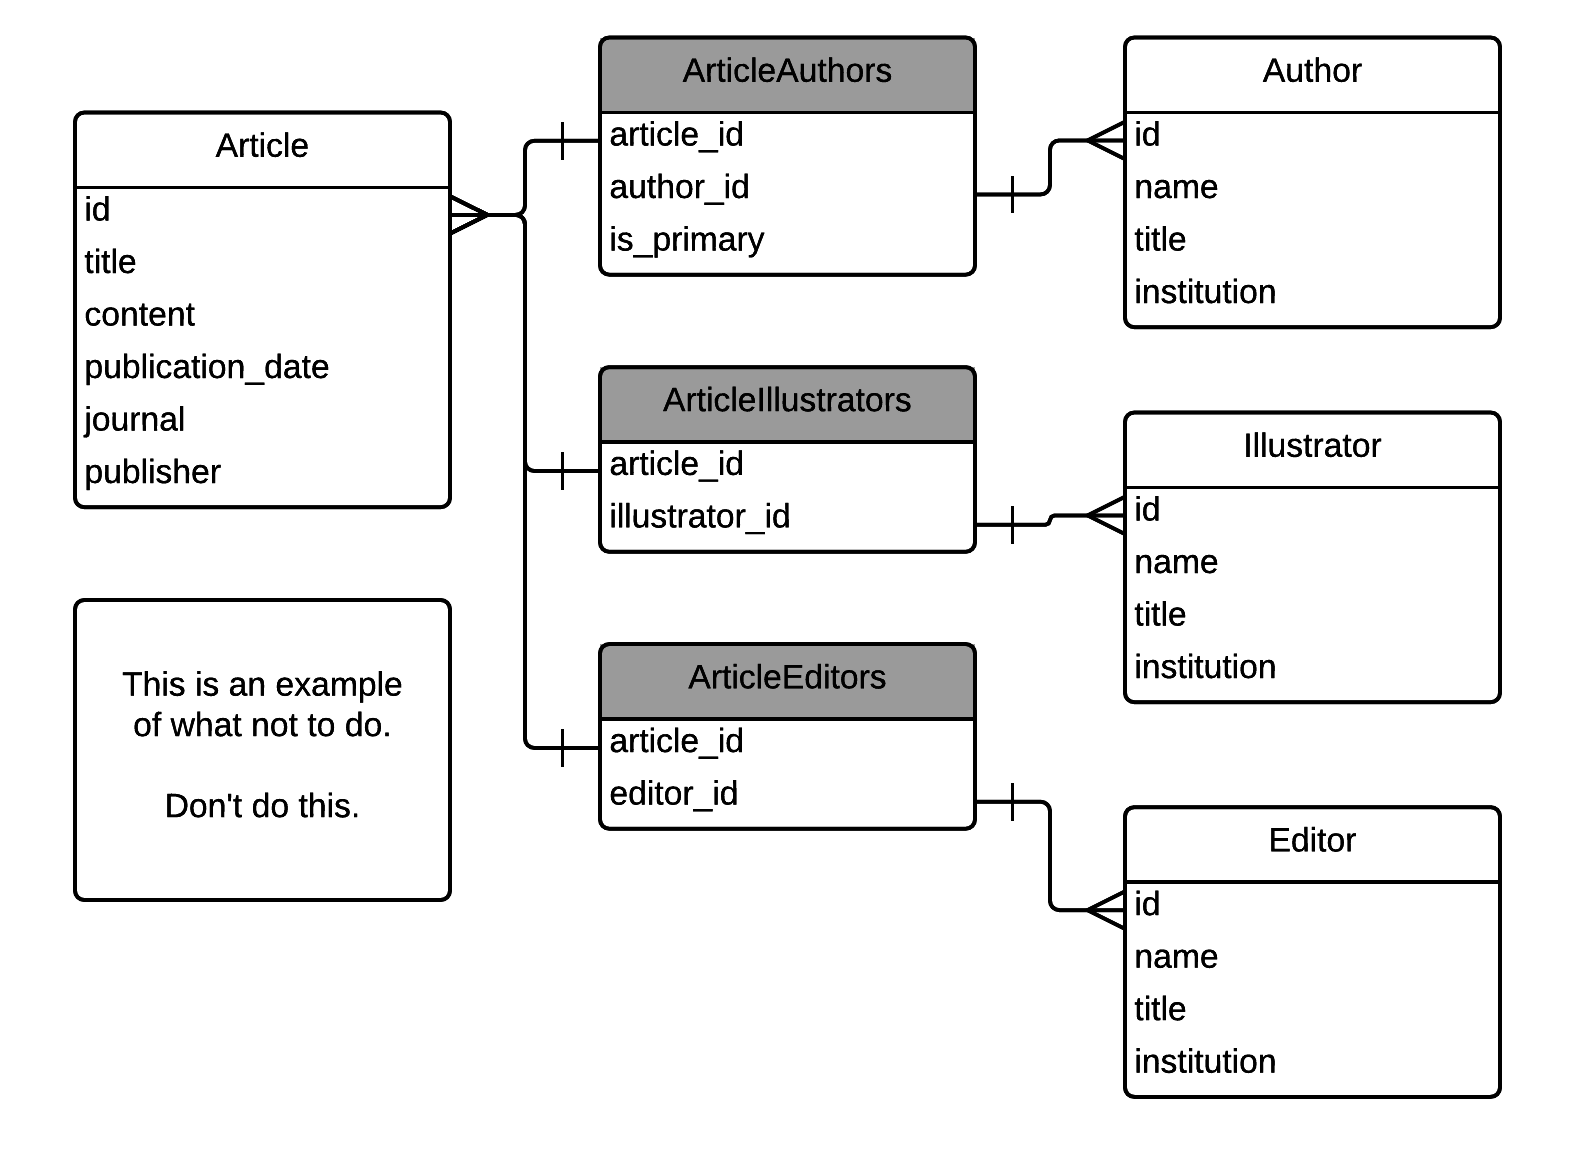 Article
id
title
content
publication_date
journal
publisher
This is an example
of what not to do.
Don't do this.
ArticleAuthors
article_id
author_id
is_primary
ArticleIllustrators
article_id
illustrator_id
ArticleEditors
article_id
editor_id
Author
id
name
title
institution
Illustrator
id
name
title
institution
Editor
id
name
title
institution